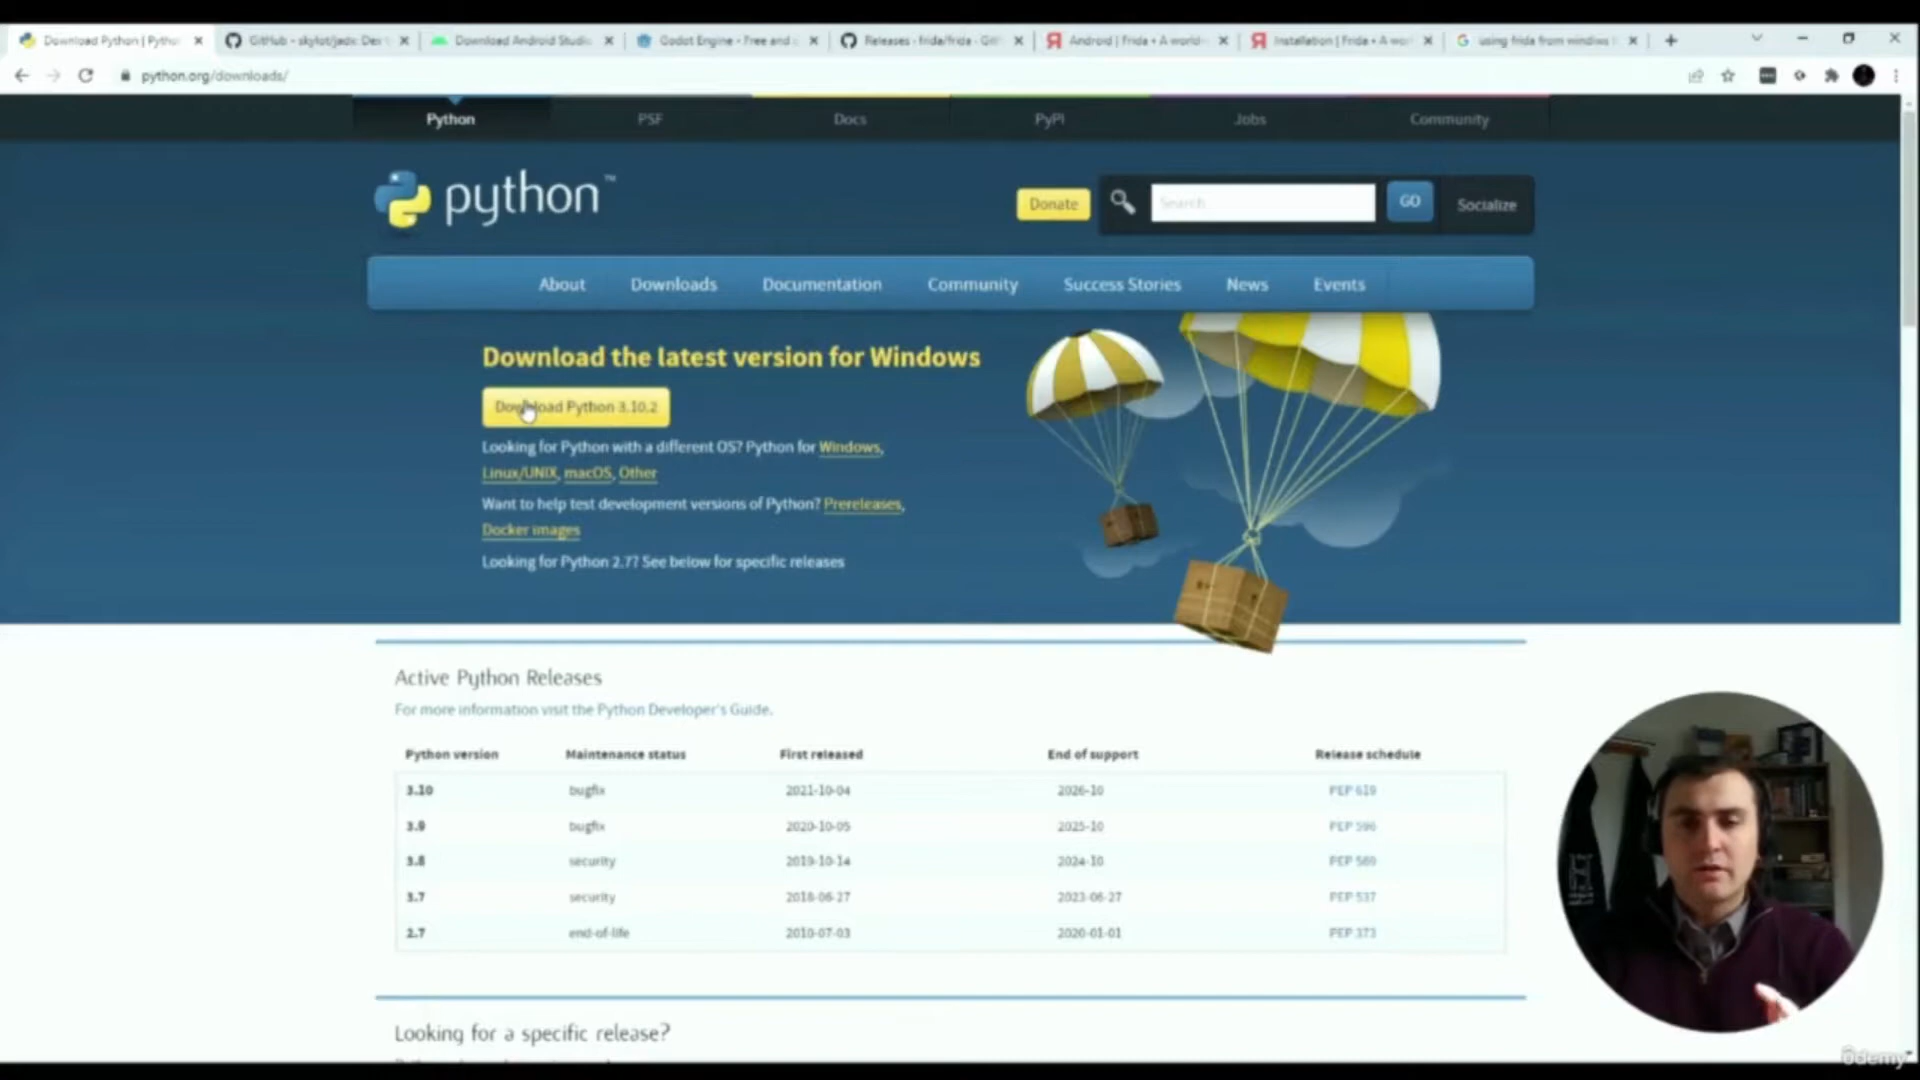 Download Python | Pytho
GitHub - skylot/jadx: Dex
Download Android Studio
Godot Engine - Free and
Releases · frida/frida · Git
Android | Frida • A world-
Installation | Frida • A wor
using frida from windows
python.org/downloads/
Python
PSF
Docs
PyPI
Jobs
Community
python™
Donate
Search
GO
Socialize
About
Downloads
Documentation
Community
Success Stories
News
Events
Download the latest version for Windows
Download Python 3.10.2
Looking for Python with a different OS? Python for Windows,
Linux/UNIX, macOS, Other
Want to help test development versions of Python? Prereleases,
Docker images
Looking for Python 2.7? See below for specific releases
Active Python Releases
For more information visit the Python Developer's Guide.
Python version Maintenance status First released End of support Release schedule
3.10 bugfix 2021-10-04 2026-10 PEP 619
3.9 bugfix 2020-10-05 2025-10 PEP 596
3.8 security 2019-10-14 2024-10 PEP 569
3.7 security 2018-06-27 2023-06-27 PEP 537
2.7 end-of-life 2010-07-03 2020-01-01 PEP 373
Looking for a specific release?
ûdemy